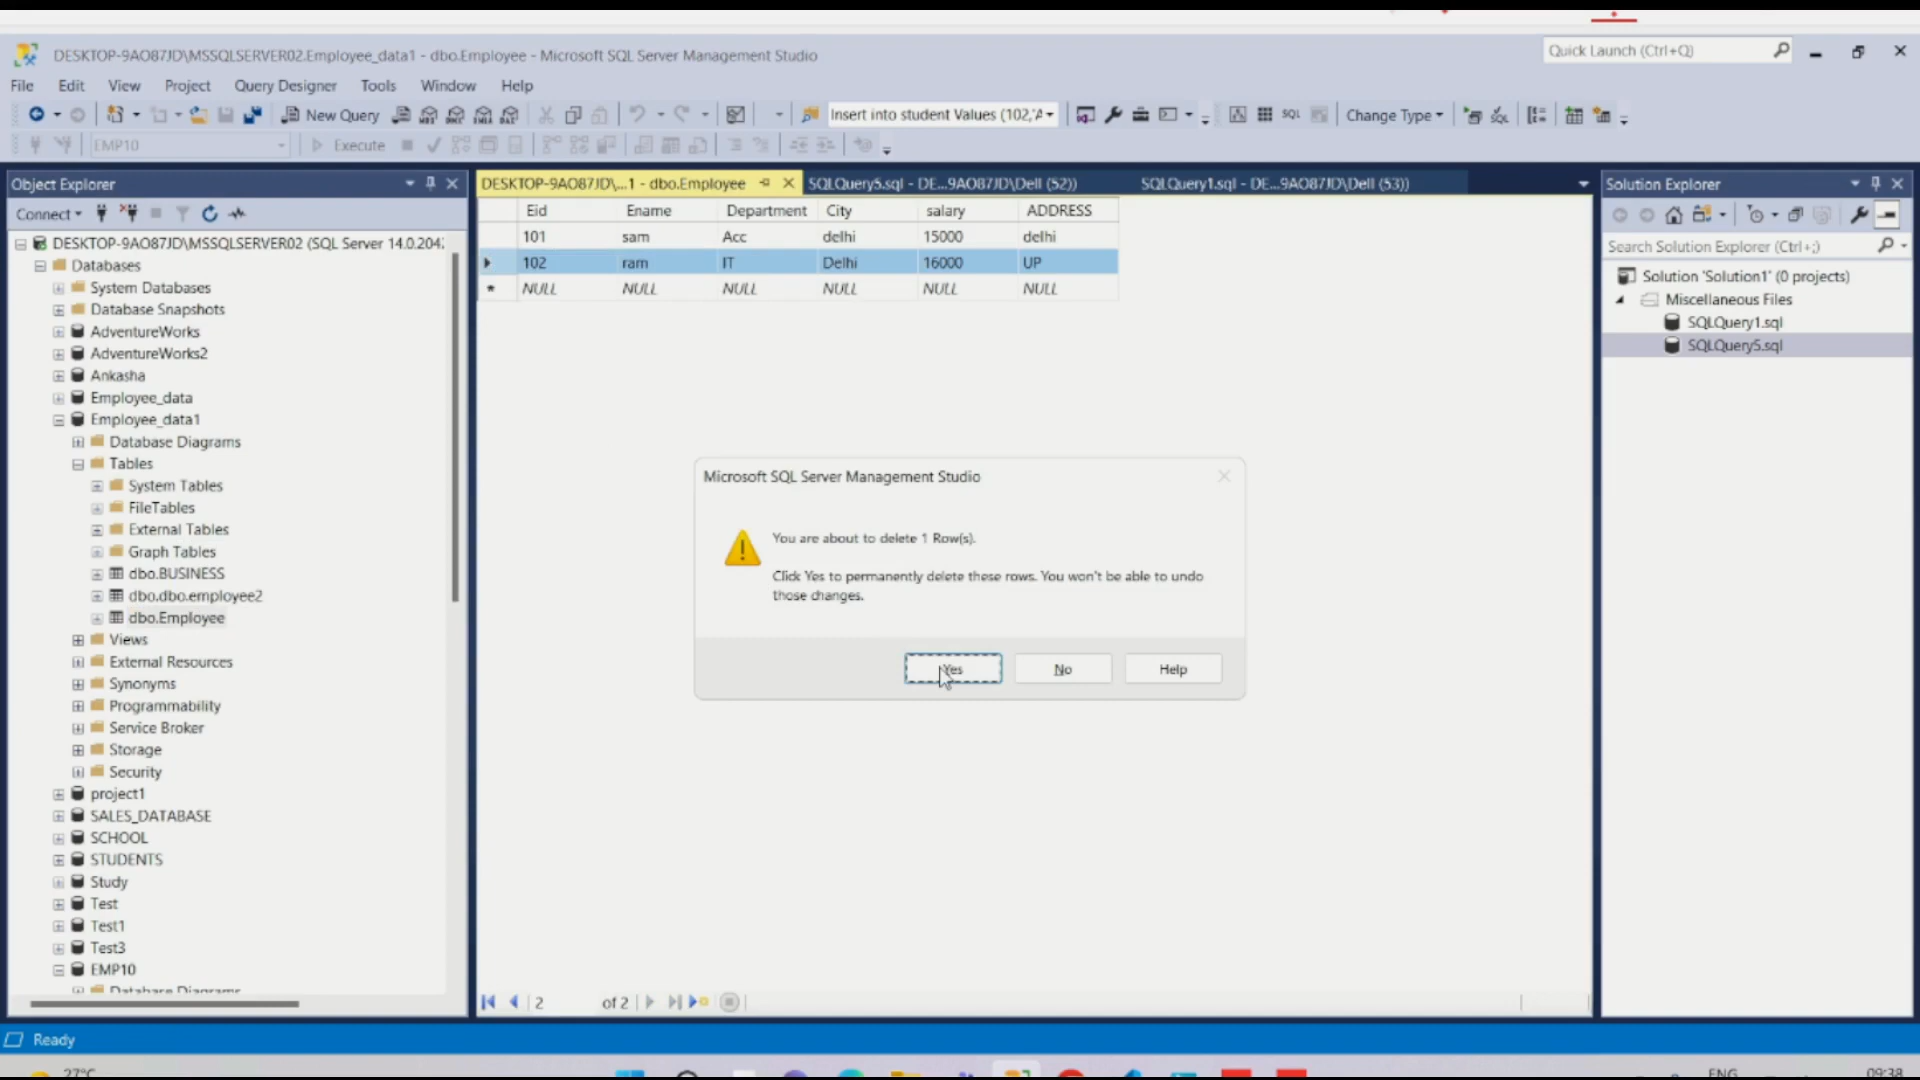 DESKTOP-9AO87JD\MSSQLSERVER02.Employee_data1 - dbo.Employee - Microsoft SQL Server Management Studio
Quick Launch (Ctrl+Q)
File Edit View Project Query Designer Tools Window Help
New Query
Insert into student Values (102,'A
Change Type
EMP10
Execute
Object Explorer
Connect
DESKTOP-9AO87JD\MSSQLSERVER02 (SQL Server 14.0.204
Databases
System Databases
Database Snapshots
AdventureWorks
AdventureWorks2
Ankasha
Employee_data
Employee_data1
Database Diagrams
Tables
System Tables
FileTables
External Tables
Graph Tables
dbo.BUSINESS
dbo.dbo.employee2
dbo.Employee
Views
External Resources
Synonyms
Programmability
Service Broker
Storage
Security
project1
SALES_DATABASE
SCHOOL
STUDENTS
Study
Test
Test1
Test3
EMP10
Database Diagrams
DESKTOP-9AO87JD\...1 - dbo.Employee
SQLQuery5.sql - DE...9AO87JD\Dell (52))
SQLQuery1.sql - DE...9AO87JD\Dell (53))
Eid Ename Department City salary ADDRESS
101 sam Acc delhi 15000 delhi
102 ram IT Delhi 16000 UP
* NULL NULL NULL NULL NULL NULL
Microsoft SQL Server Management Studio
You are about to delete 1 Row(s).
Click Yes to permanently delete these rows. You won't be able to undo
those changes.
Yes No Help
2 of 2
Solution Explorer
Search Solution Explorer (Ctrl+;)
Solution 'Solution1' (0 projects)
Miscellaneous Files
SQLQuery1.sql
SQLQuery5.sql
Ready
27°C
ENG
09:38